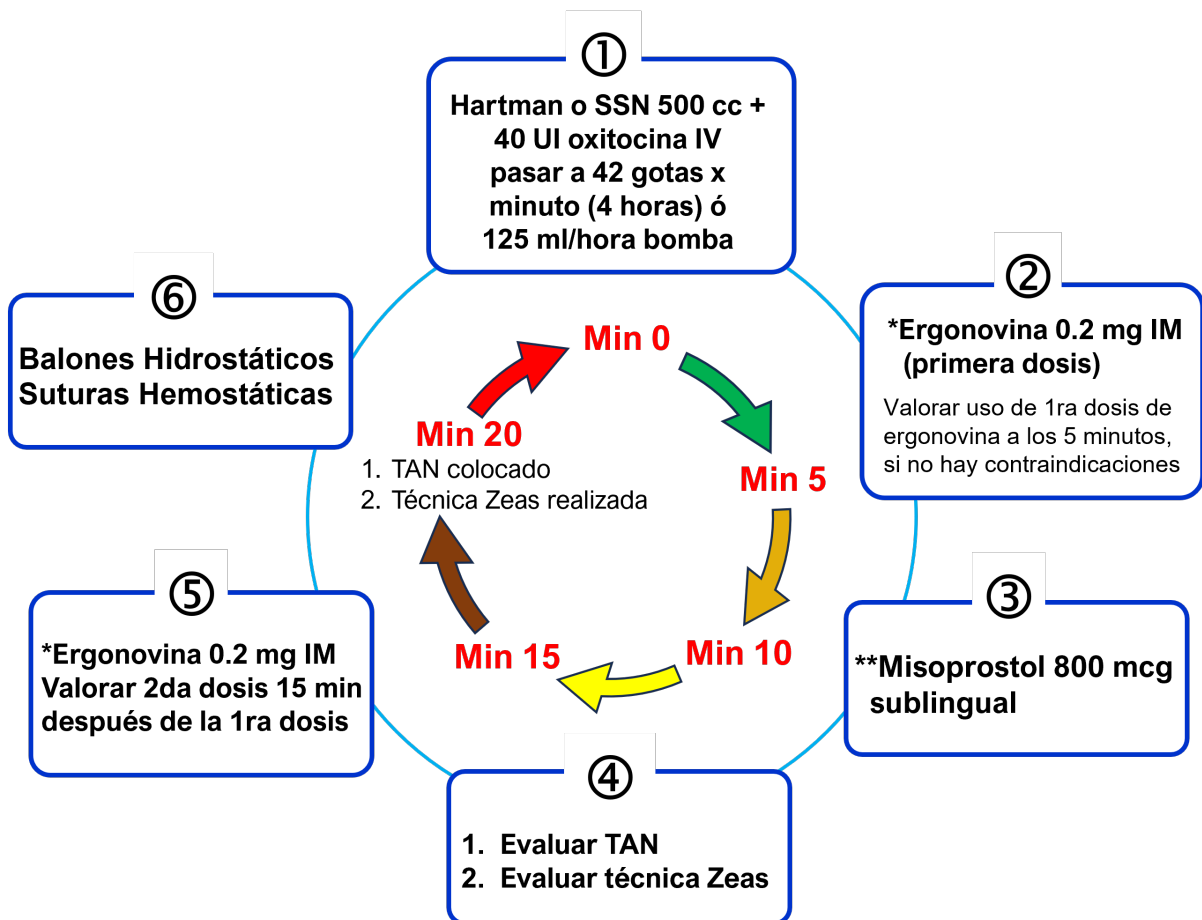 ①
Hartman o SSN 500 cc +
40 UI oxitocina IV
pasar a 42 gotas x
minuto (4 horas) ó
125 ml/hora bomba
②
*Ergonovina 0.2 mg IM
(primera dosis)
Valorar uso de 1ra dosis de
ergonovina a los 5 minutos,
si no hay contraindicaciones
③
**Misoprostol 800 mcg
sublingual
④
1. Evaluar TAN
2. Evaluar técnica Zeas
⑤
*Ergonovina 0.2 mg IM
Valorar 2da dosis 15 min
después de la 1ra dosis
⑥
Balones Hidrostáticos
Suturas Hemostáticas
Min 0
Min 5
Min 10
Min 15
Min 20
1. TAN colocado
2. Técnica Zeas realizada